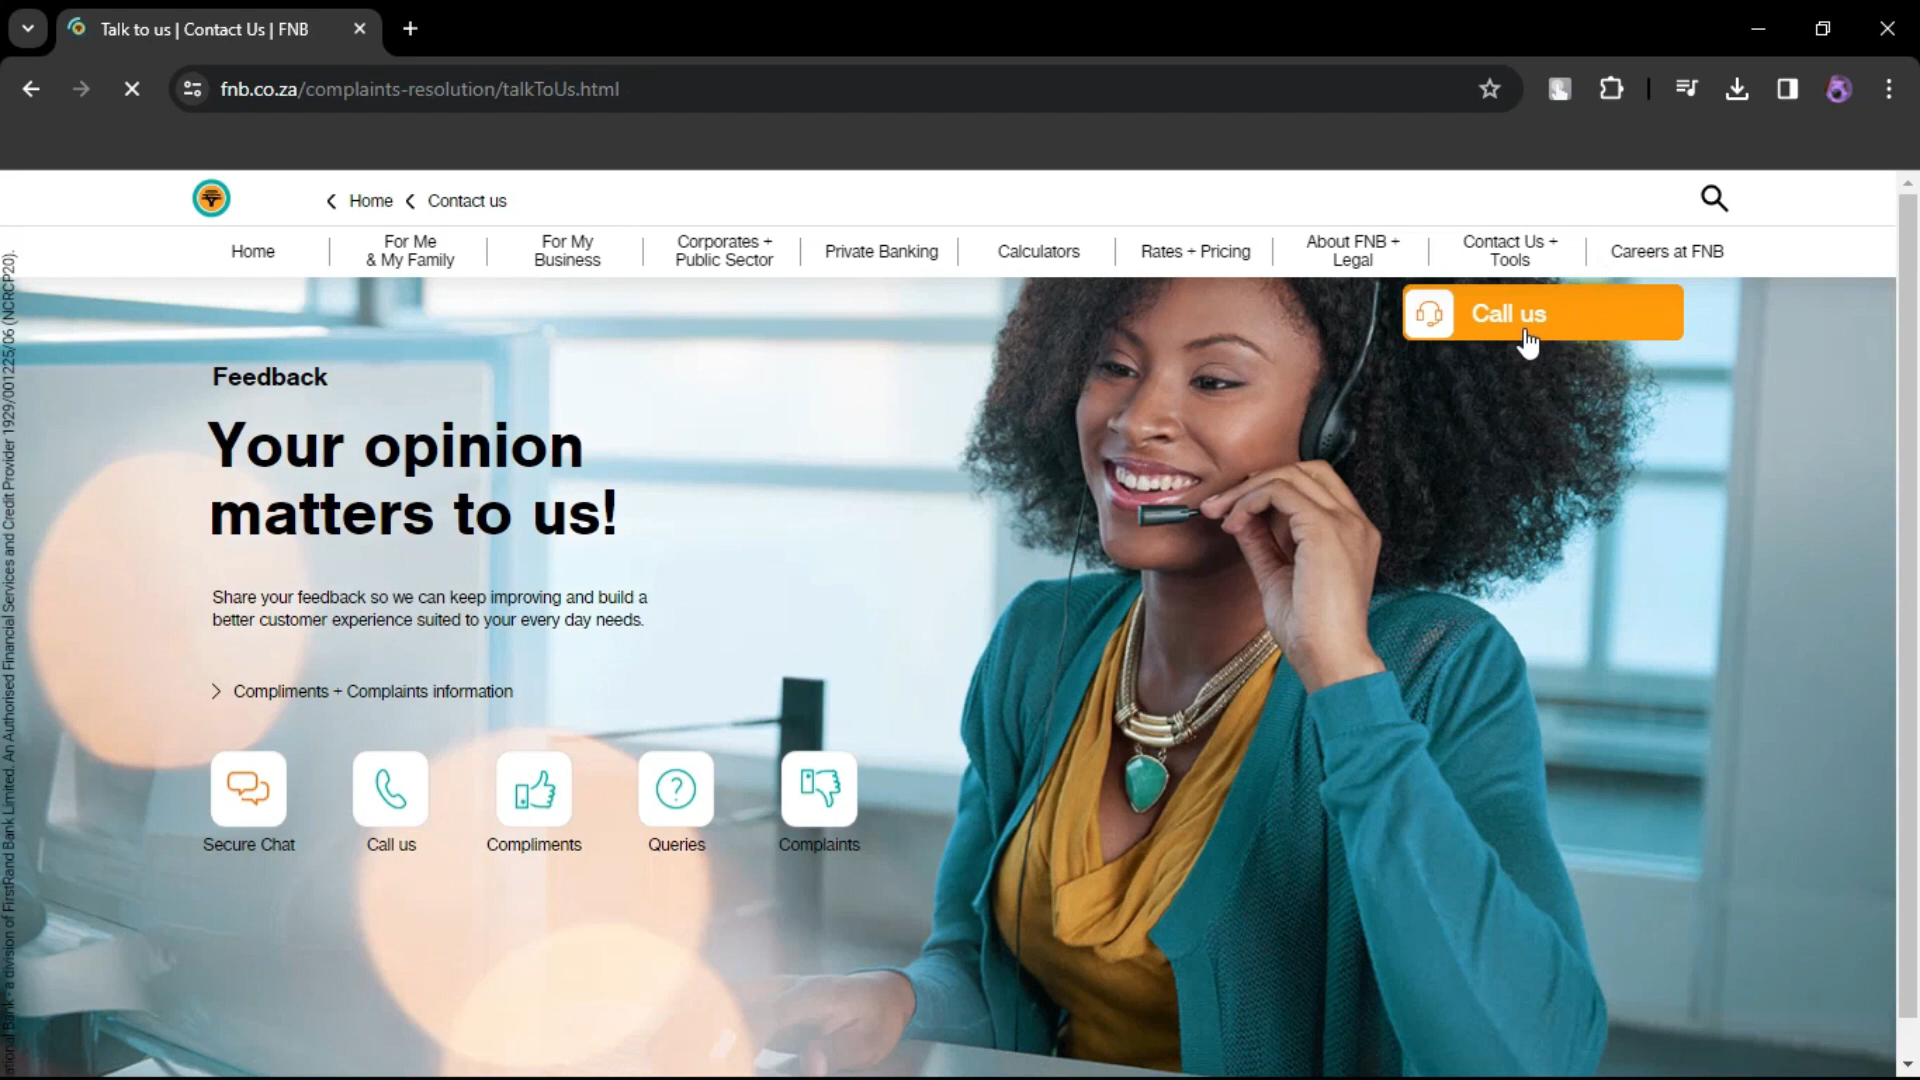 Talk to us | Contact Us | FNB
fnb.co.za/complaints-resolution/talkToUs.html
Home
Contact us
Home
For Me
& My Family
For My
Business
Corporates +
Public Sector
Private Banking
Calculators
Rates + Pricing
About FNB +
Legal
Contact Us +
Tools
Careers at FNB
Call us
Feedback
Your opinion
matters to us!
Share your feedback so we can keep improving and build a
better customer experience suited to your every day needs.
Compliments + Complaints information
Secure Chat
Call us
Compliments
Queries
Complaints
Bank - a division of FirstRand Bank Limited. An Authorised Financial Services and Credit Provider 1929/001225/06 (NCRCP20).